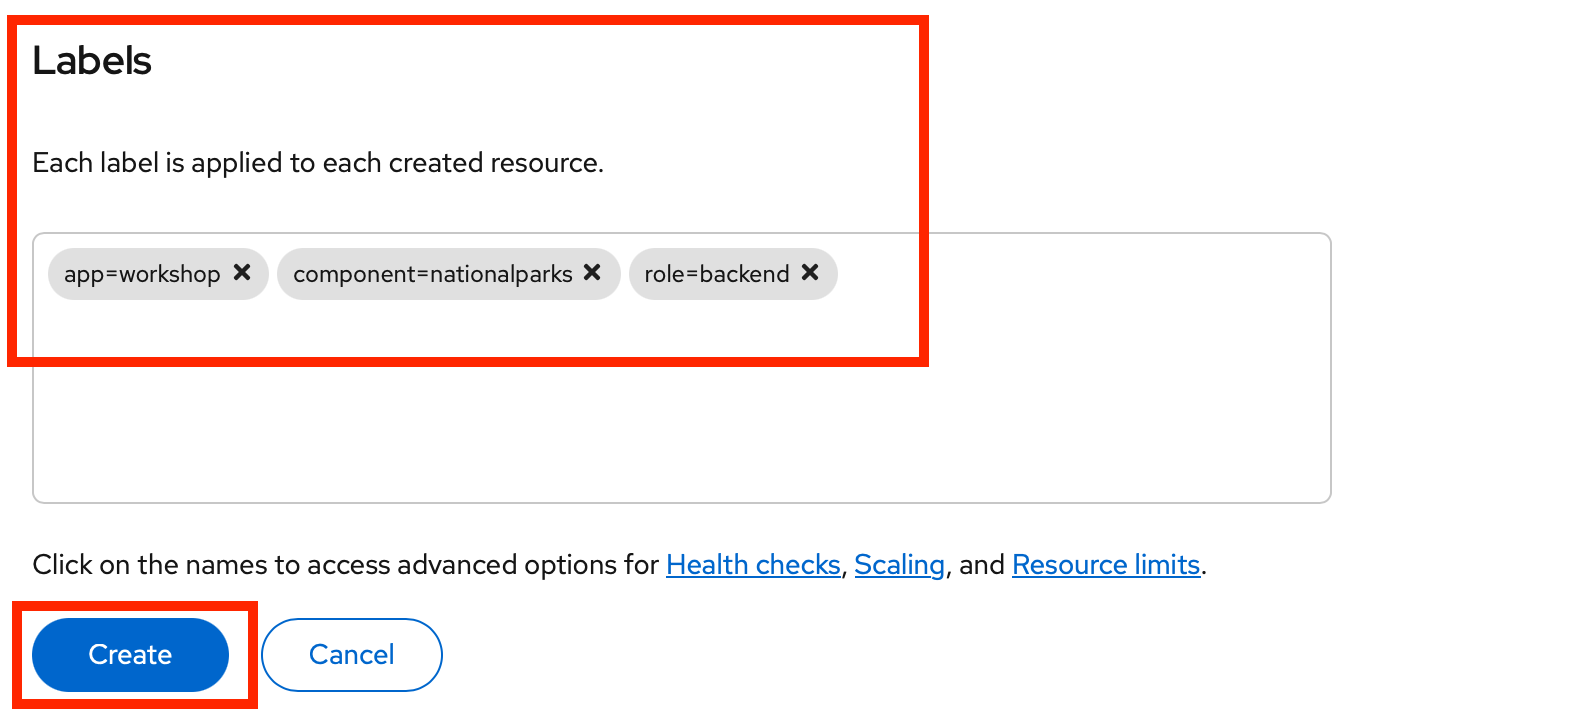 Labels
Each label is applied to each created resource.
app=workshop ✕ component=nationalparks ✕ role=backend ✕
Click on the names to access advanced options for Health checks, Scaling, and Resource limits.
Create Cancel